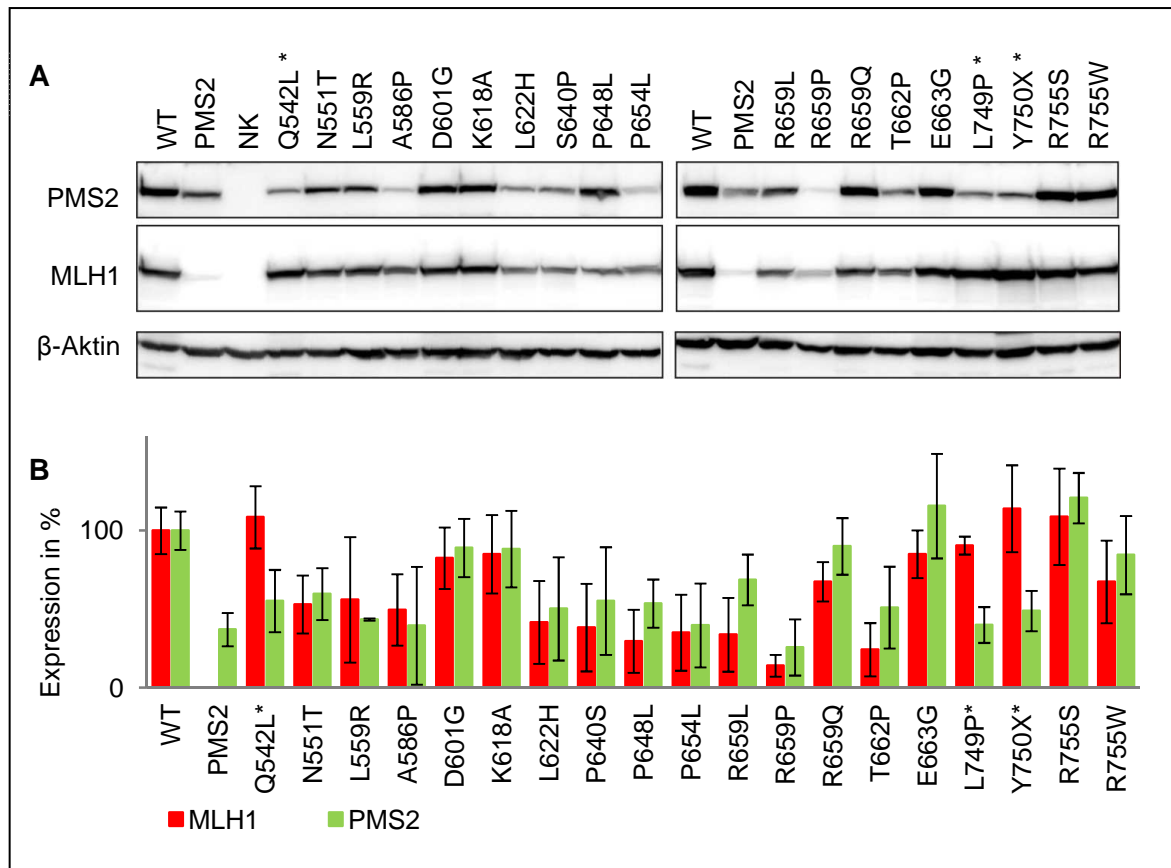 A
WT PMS2 NK Q542L * N551T L559R A586P D601G K618A L622H S640P P648L P654L
WT PMS2 R659L R659P R659Q T662P E663G L749P * Y750X * R755S R755W
PMS2
MLH1
β-Aktin
B
Expression in %
100
0
WT PMS2 Q542L* N551T L559R A586P D601G K618A L622H P640S P648L P654L R659L R659P R659Q T662P E663G L749P* Y750X* R755S R755W
MLH1 PMS2